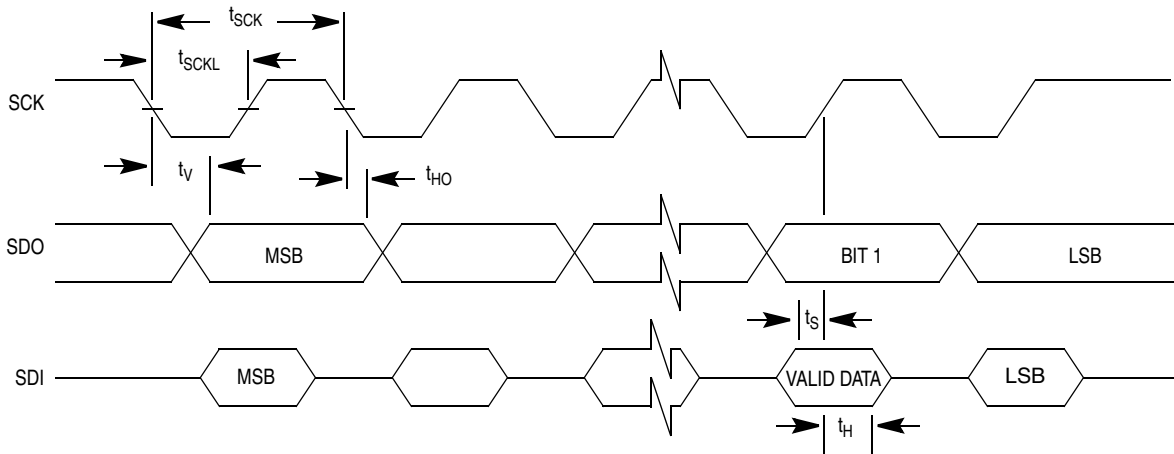 tSCK
tSCKL
SCK
tV
tHO
SDO
MSB
BIT 1
LSB
tS
SDI
MSB
VALID DATA
LSB
tH